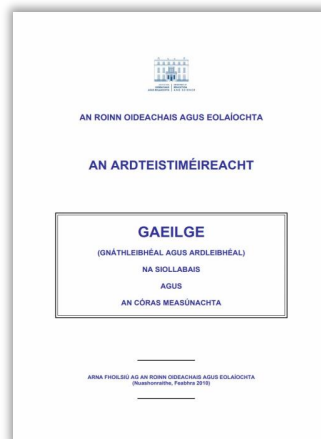 AN ROINN OIDEACHAIS AGUS EOLAÍOCHTA
AN ARDTEISTIMÉIREACHT
GAEILGE
(GNÁTHLEIBHÉAL AGUS ARDLEIBHÉAL)
NA SIOLLABAIS
AGUS
AN CÓRAS MEASÚNACHTA
ARNA FHOILSIÚ AG AN ROINN OIDEACHAIS AGUS EOLAÍOCHTA
(Nuashonraithe, Feabhra 2010)